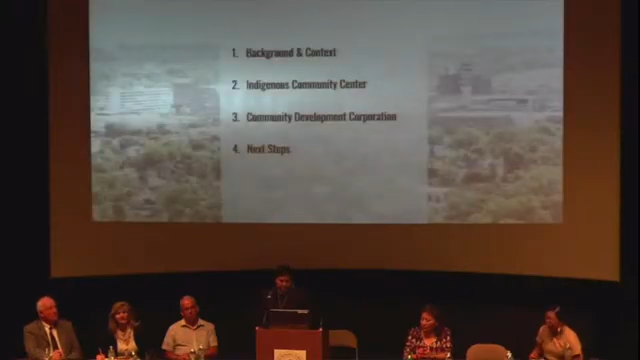 1. Background & Context
2. Indigenous Community Center
3. Community Development Corporation
4. Next Steps